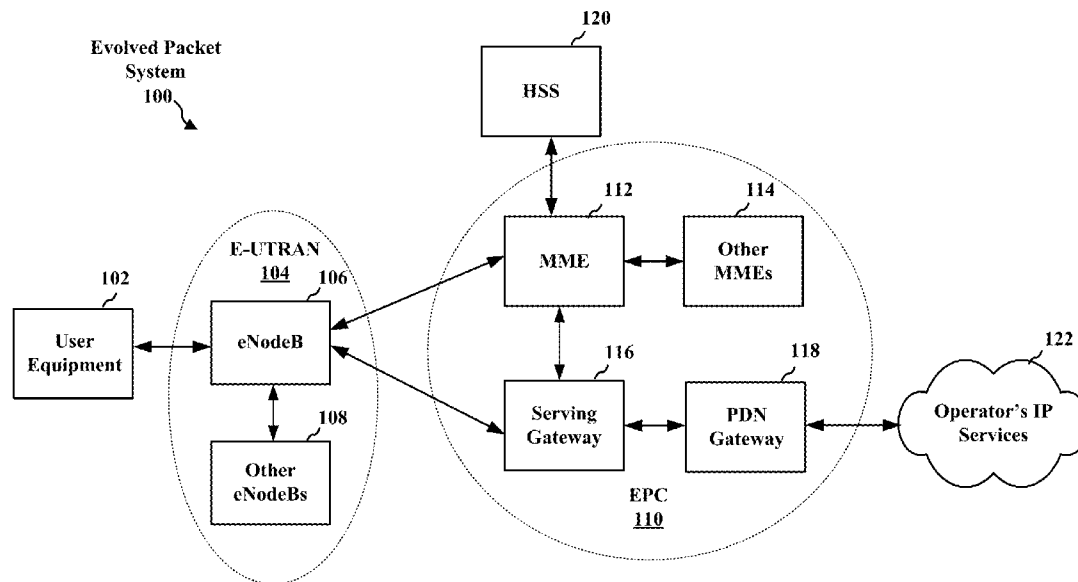 Evolved Packet
System
100
120
HSS
112
MME
114
Other
MMEs
E-UTRAN
104
106
eNodeB
102
User
Equipment
108
Other
eNodeBs
116
Serving
Gateway
118
PDN
Gateway
122
Operator's IP
Services
EPC
110